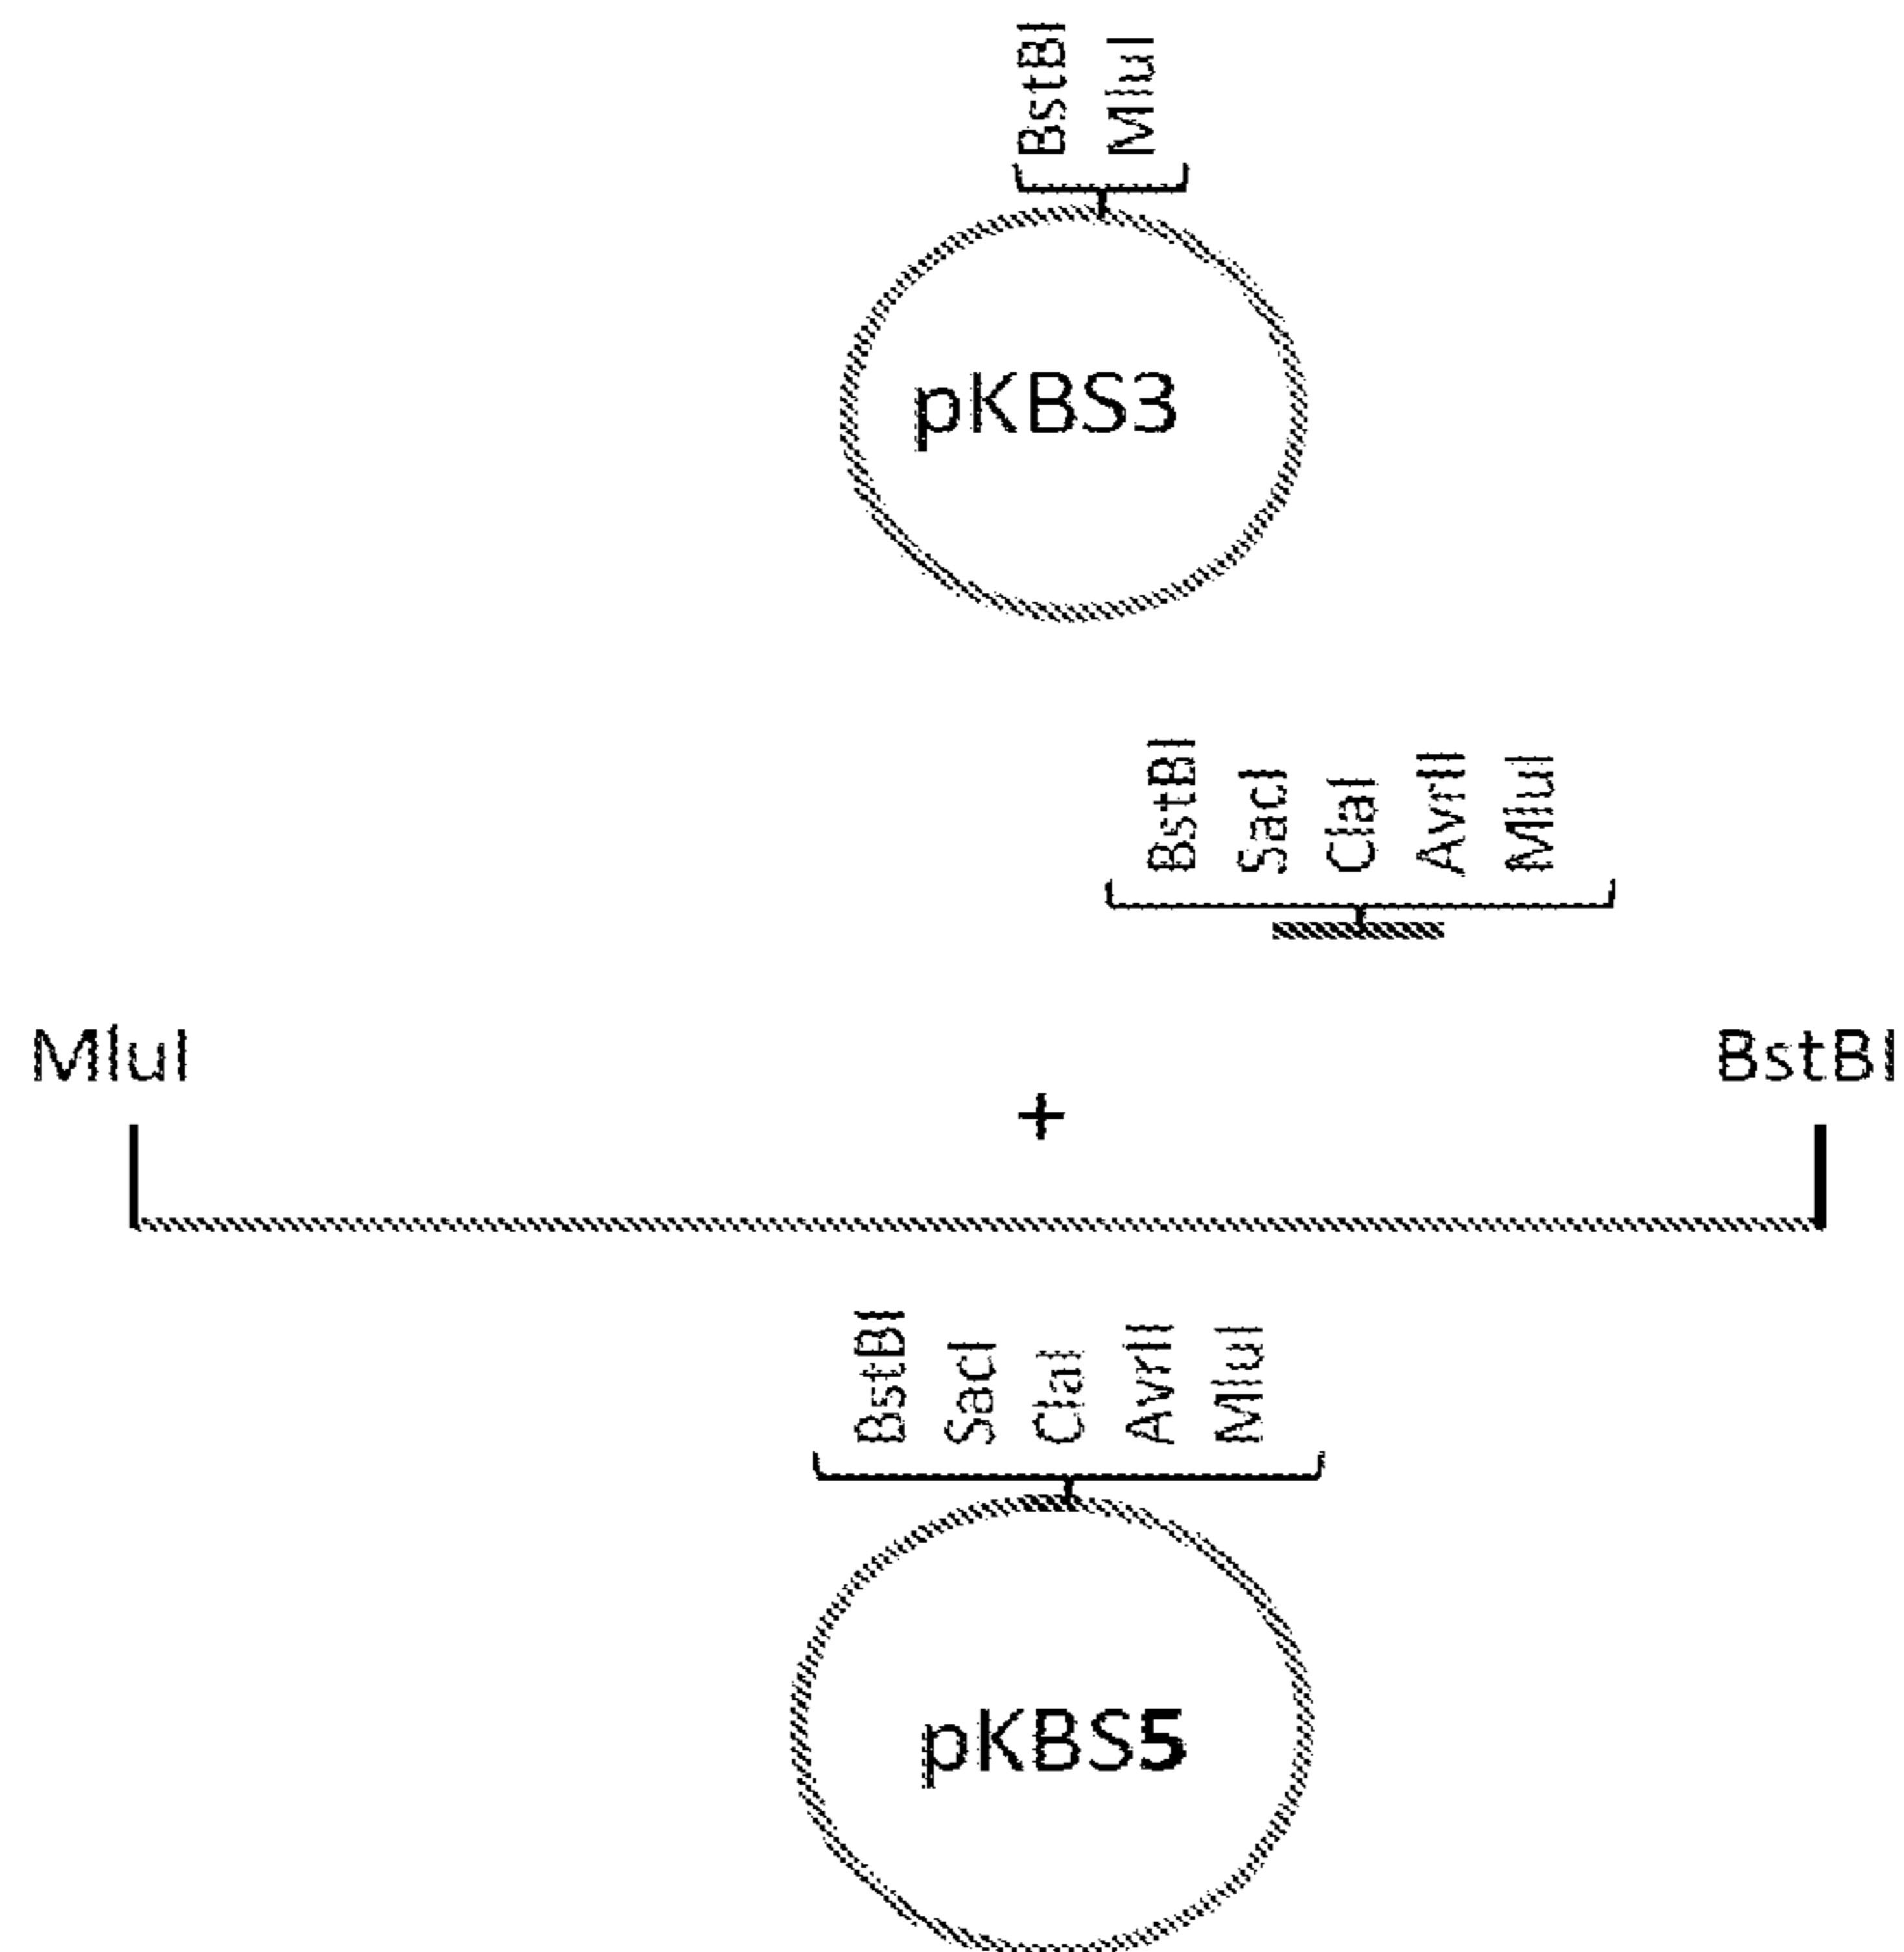 BstBI
MluI
pKBS3
BstBI
SacI
ClaI
AvrII
MluI
MluI
+
BstBI
BstBI
SacI
ClaI
AvrII
MluI
pKBS5